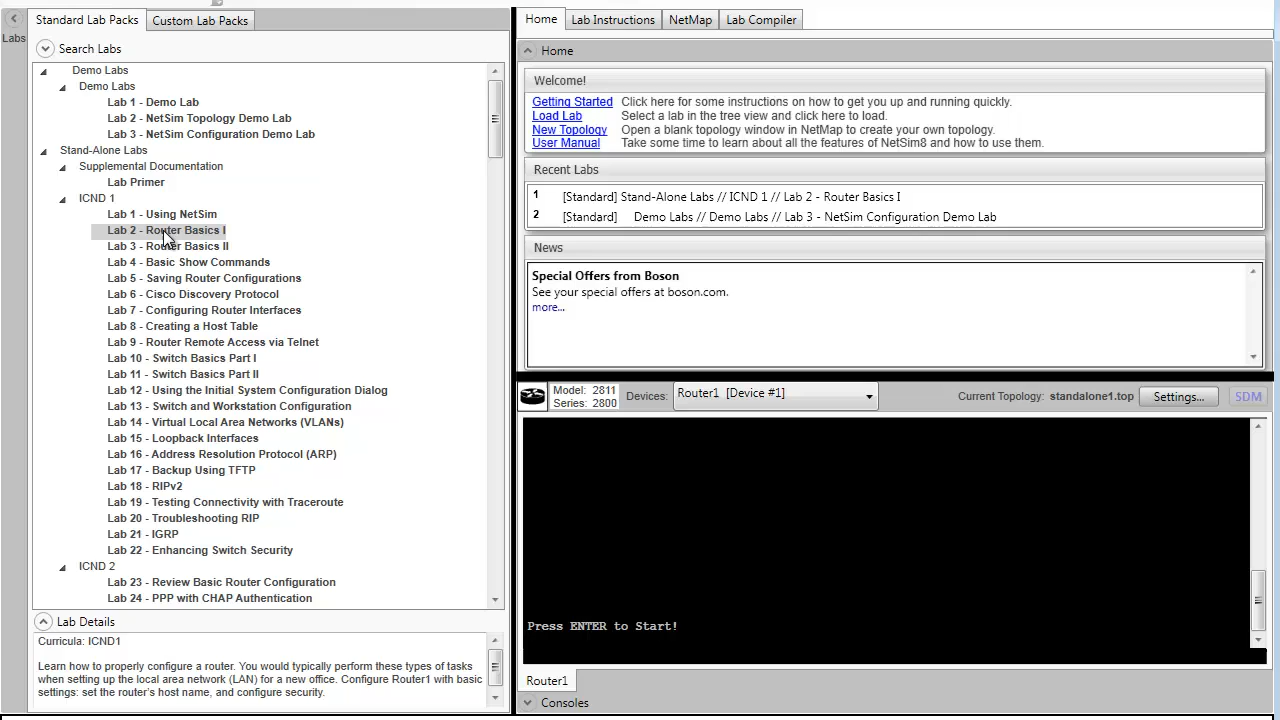 Standard Lab Packs
Custom Lab Packs
Labs
Search Labs
Demo Labs
Demo Labs
Lab 1 - Demo Lab
Lab 2 - NetSim Topology Demo Lab
Lab 3 - NetSim Configuration Demo Lab
Stand-Alone Labs
Supplemental Documentation
Lab Primer
ICND 1
Lab 1 - Using NetSim
Lab 2 - Router Basics I
Lab 3 - Router Basics II
Lab 4 - Basic Show Commands
Lab 5 - Saving Router Configurations
Lab 6 - Cisco Discovery Protocol
Lab 7 - Configuring Router Interfaces
Lab 8 - Creating a Host Table
Lab 9 - Router Remote Access via Telnet
Lab 10 - Switch Basics Part I
Lab 11 - Switch Basics Part II
Lab 12 - Using the Initial System Configuration Dialog
Lab 13 - Switch and Workstation Configuration
Lab 14 - Virtual Local Area Networks (VLANs)
Lab 15 - Loopback Interfaces
Lab 16 - Address Resolution Protocol (ARP)
Lab 17 - Backup Using TFTP
Lab 18 - RIPv2
Lab 19 - Testing Connectivity with Traceroute
Lab 20 - Troubleshooting RIP
Lab 21 - IGRP
Lab 22 - Enhancing Switch Security
ICND 2
Lab 23 - Review Basic Router Configuration
Lab 24 - PPP with CHAP Authentication
Lab Details
Curricula: ICND1
Learn how to properly configure a router. You would typically perform these types of tasks
when setting up the local area network (LAN) for a new office. Configure Router1 with basic
settings: set the router's host name, and configure security.
Home
Lab Instructions
NetMap
Lab Compiler
Home
Welcome!
Getting Started Click here for some instructions on how to get you up and running quickly.
Load Lab Select a lab in the tree view and click here to load.
New Topology Open a blank topology window in NetMap to create your own topology.
User Manual Take some time to learn about all the features of NetSim8 and how to use them.
Recent Labs
1 [Standard] Stand-Alone Labs // ICND 1 // Lab 2 - Router Basics I
2 [Standard] Demo Labs // Demo Labs // Lab 3 - NetSim Configuration Demo Lab
News
Special Offers from Boson
See your special offers at boson.com.
more...
Model: 2811
Series: 2800
Devices:
Router1 [Device #1]
Current Topology: standalone1.top
Settings...
SDM
Press ENTER to Start!
Router1
Consoles